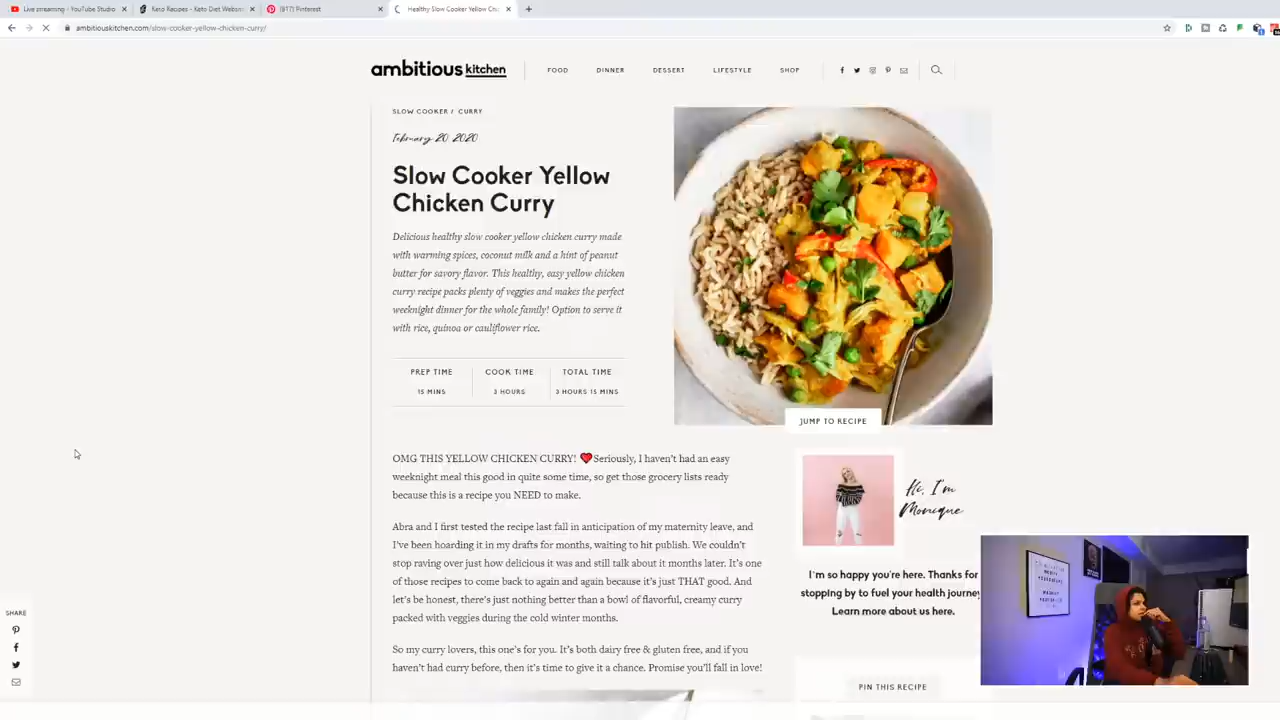 Live streaming - YouTube Studio
Keto Recipes - Keto Diet Websi
(817) Pinterest
Healthy Slow Cooker Yellow Chi
ambitiouskitchen.com/slow-cooker-yellow-chicken-curry/
ambitious kitchen
FOOD
DINNER
DESSERT
LIFESTYLE
SHOP
SLOW COOKER / CURRY
February 20 2020
Slow Cooker Yellow
Chicken Curry
Delicious healthy slow cooker yellow chicken curry made
with warming spices, coconut milk and a hint of peanut
butter for savory flavor. This healthy, easy yellow chicken
curry recipe packs plenty of veggies and makes the perfect
weeknight dinner for the whole family! Option to serve it
with rice, quinoa or cauliflower rice.
PREP TIME
15 MINS
COOK TIME
3 HOURS
TOTAL TIME
3 HOURS 15 MINS
JUMP TO RECIPE
OMG THIS YELLOW CHICKEN CURRY! ❤️Seriously, I haven't had an easy
weeknight meal this good in quite some time, so get those grocery lists ready
because this is a recipe you NEED to make.
Abra and I first tested the recipe last fall in anticipation of my maternity leave, and
I've been hoarding it in my drafts for months, waiting to hit publish. We couldn't
stop raving over just how delicious it was and still talk about it months later. It's one
of those recipes to come back to again and again because it's just THAT good. And
let's be honest, there's just nothing better than a bowl of flavorful, creamy curry
packed with veggies during the cold winter months.
So my curry lovers, this one's for you. It's both dairy free & gluten free, and if you
haven't had curry before, then it's time to give it a chance. Promise you'll fall in love!
Hi, I'm
Monique
I'm so happy you're here. Thanks for
stopping by to fuel your health journey
Learn more about us here.
PIN THIS RECIPE
SHARE